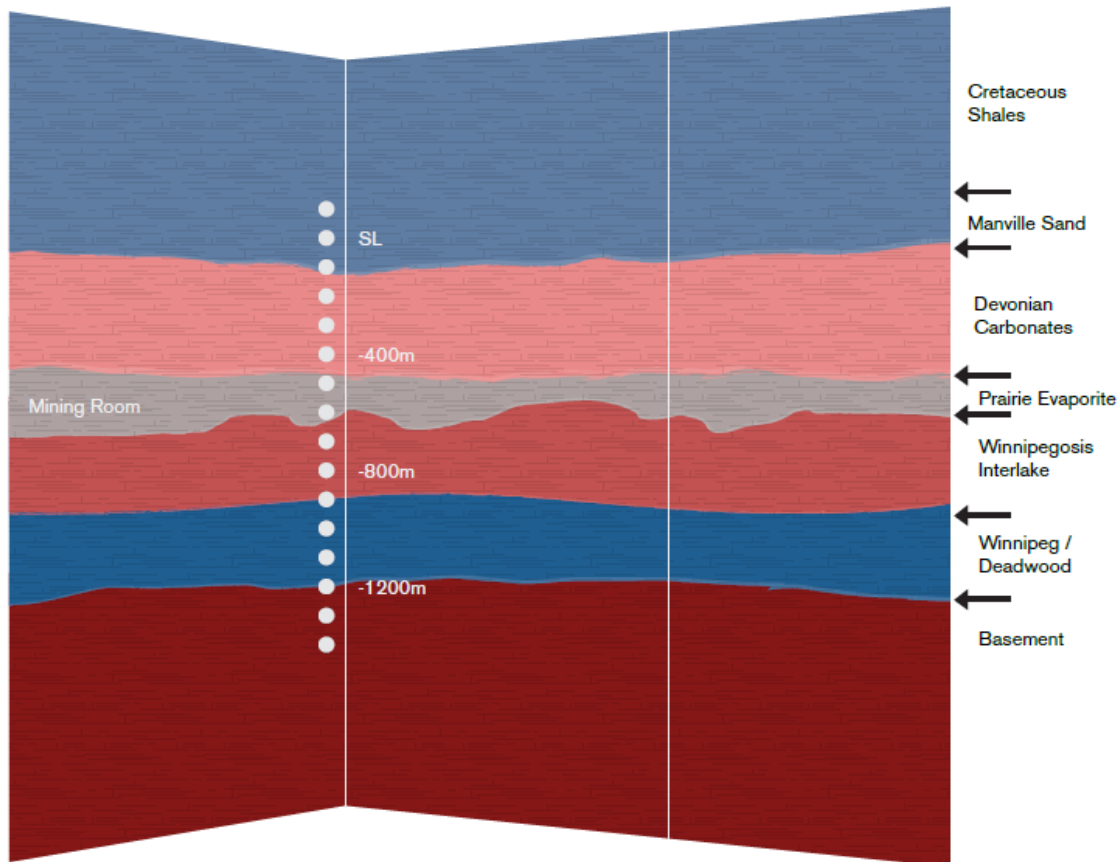 Cretaceous
Shales
Manville Sand
SL
Devonian
Carbonates
-400m
Prairie Evaporite
Mining Room
Winnipegosis
Interlake
-800m
Winnipeg /
Deadwood
-1200m
Basement